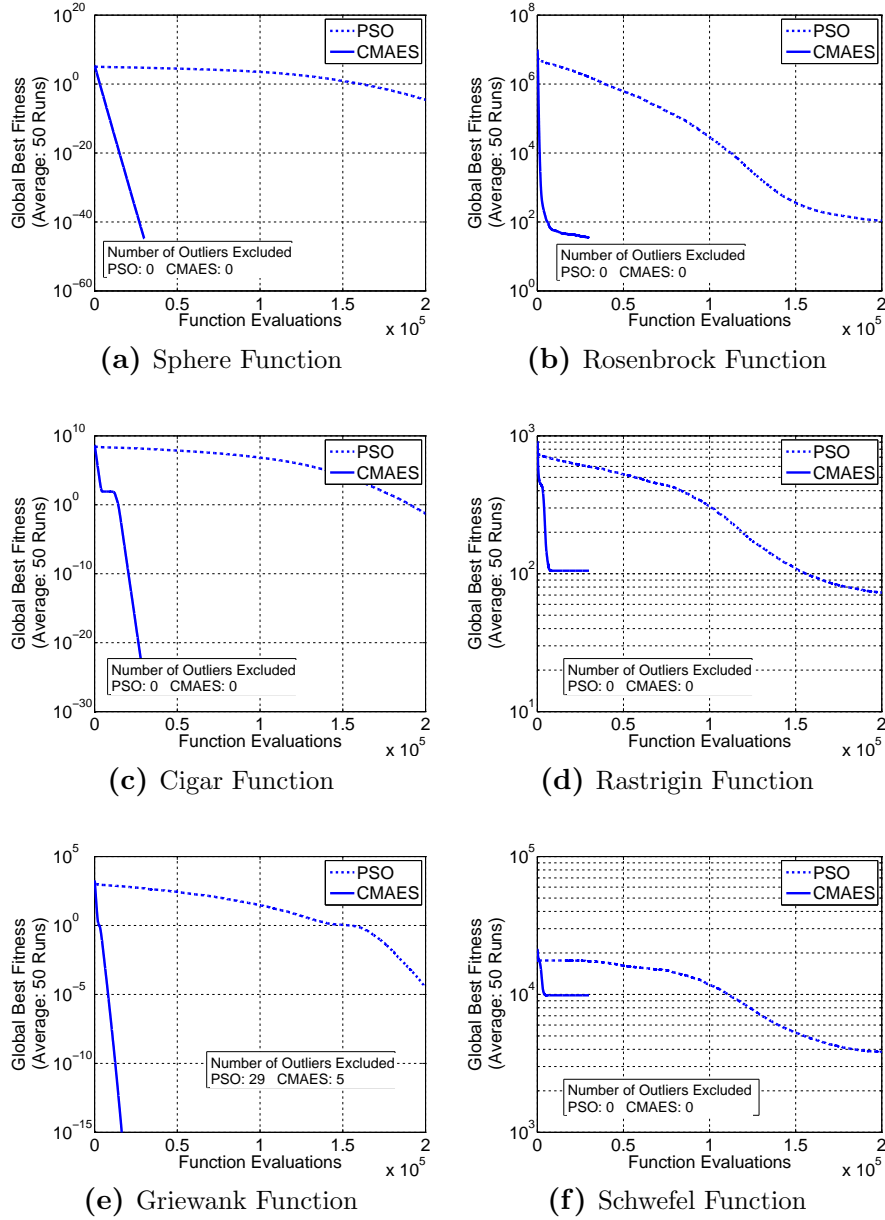 Global Best Fitness
(Average: 50 Runs)
10^20
10^0
10^−20
10^−40
10^−60
PSO
CMAES
Number of Outliers Excluded
PSO: 0 CMAES: 0
0 0.5 1 1.5 2
Function Evaluations
x 10^5
(a) Sphere Function
Global Best Fitness
(Average: 50 Runs)
10^8
10^6
10^4
10^2
10^0
PSO
CMAES
Number of Outliers Excluded
PSO: 0 CMAES: 0
0 0.5 1 1.5 2
Function Evaluations
x 10^5
(b) Rosenbrock Function
Global Best Fitness
(Average: 50 Runs)
10^10
10^0
10^−10
10^−20
10^−30
PSO
CMAES
Number of Outliers Excluded
PSO: 0 CMAES: 0
0 0.5 1 1.5 2
Function Evaluations
x 10^5
(c) Cigar Function
Global Best Fitness
(Average: 50 Runs)
10^3
10^2
10^1
PSO
CMAES
Number of Outliers Excluded
PSO: 0 CMAES: 0
0 0.5 1 1.5 2
Function Evaluations
x 10^5
(d) Rastrigin Function
Global Best Fitness
(Average: 50 Runs)
10^5
10^0
10^−5
10^−10
10^−15
PSO
CMAES
Number of Outliers Excluded
PSO: 29 CMAES: 5
0 0.5 1 1.5 2
Function Evaluations
x 10^5
(e) Griewank Function
Global Best Fitness
(Average: 50 Runs)
10^5
10^4
10^3
PSO
CMAES
Number of Outliers Excluded
PSO: 0 CMAES: 0
0 0.5 1 1.5 2
Function Evaluations
x 10^5
(f) Schwefel Function